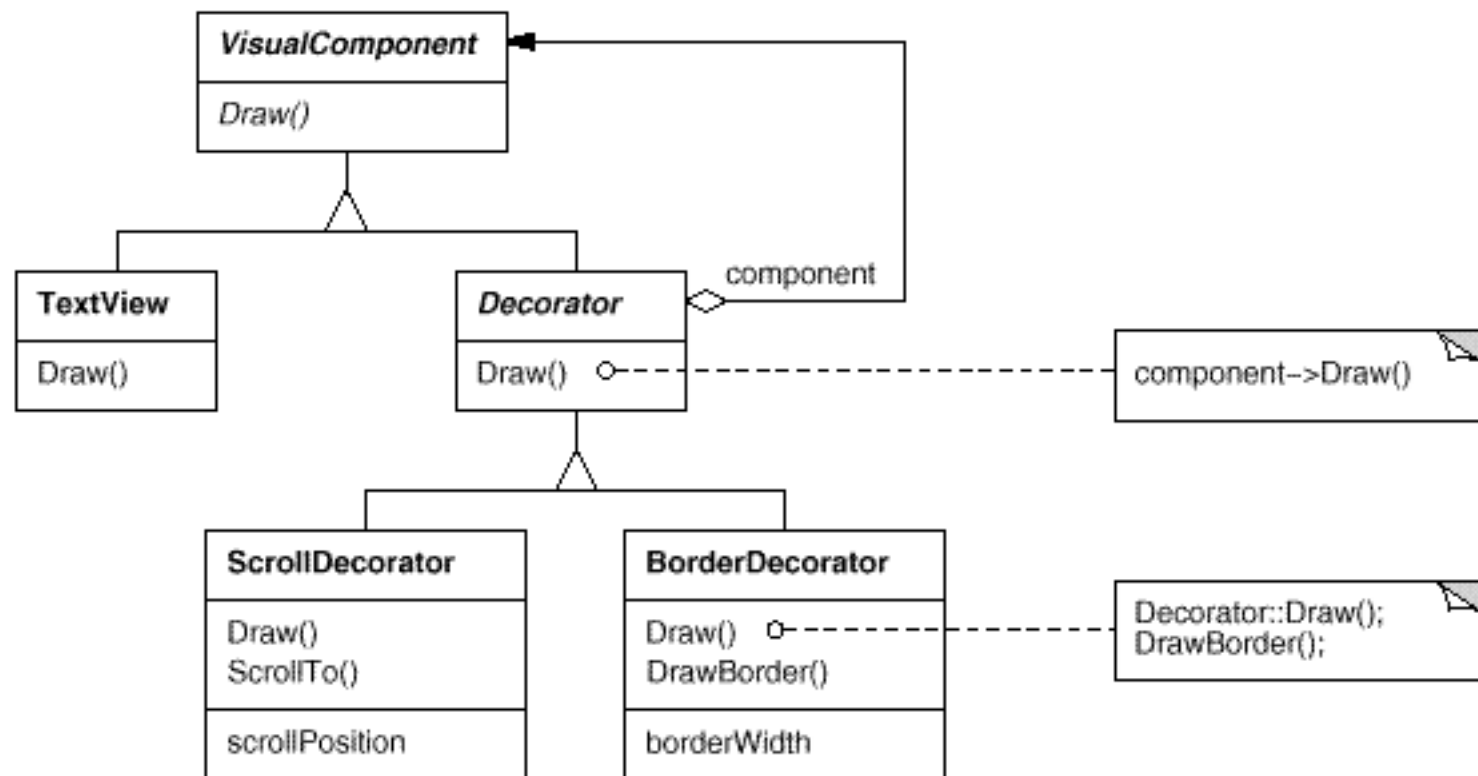 VisualComponent
Draw()
component
TextView
Draw()
Decorator
Draw()
component–>Draw()
ScrollDecorator
Draw()
ScrollTo()
scrollPosition
BorderDecorator
Draw()
DrawBorder()
borderWidth
Decorator::Draw();
DrawBorder();